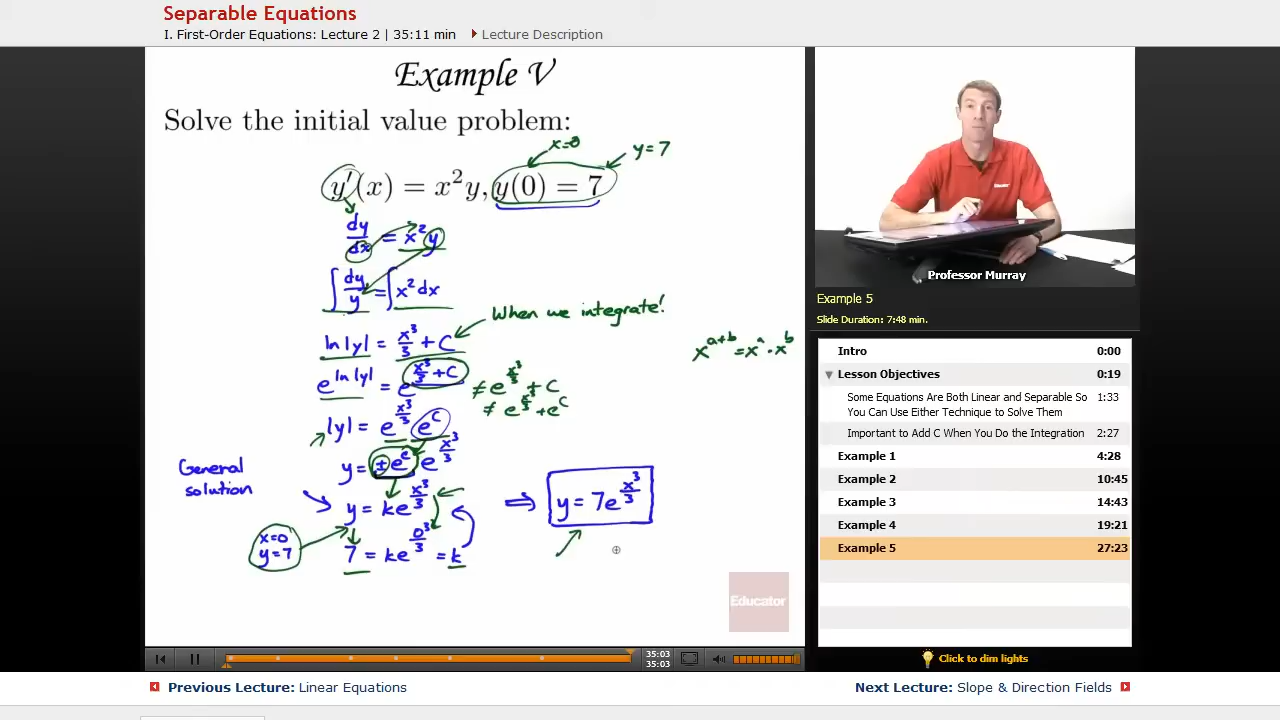 Separable Equations
I. First-Order Equations: Lecture 2 | 35:11 min Lecture Description
Example V
Solve the initial value problem:
x=0 y=7
y′(x) = x²y, y(0) = 7
dy/dx = x²y
∫ dy/y = ∫ x² dx
When we integrate!
ln|y| = x³/3 + C
x^(a+b) = x^a · x^b
e^(ln|y|) = e^(x³/3 + C) ≠ e^(x³/3) + C
≠ e^(x³/3) + e^C
|y| = e^(x³/3) e^C
y = ±e^C e^(x³/3)
General
solution
y = ke^(x³/3) ⇒ y = 7e^(x³/3)
x=0
y=7
7 = ke^(0³/3) = k
Educator
Professor Murray
Example 5
Slide Duration: 7:48 min.
Intro 0:00
Lesson Objectives 0:19
Some Equations Are Both Linear and Separable So 1:33
You Can Use Either Technique to Solve Them
Important to Add C When You Do the Integration 2:27
Example 1 4:28
Example 2 10:45
Example 3 14:43
Example 4 19:21
Example 5 27:23
35:03
35:03
Click to dim lights
Previous Lecture: Linear Equations
Next Lecture: Slope & Direction Fields